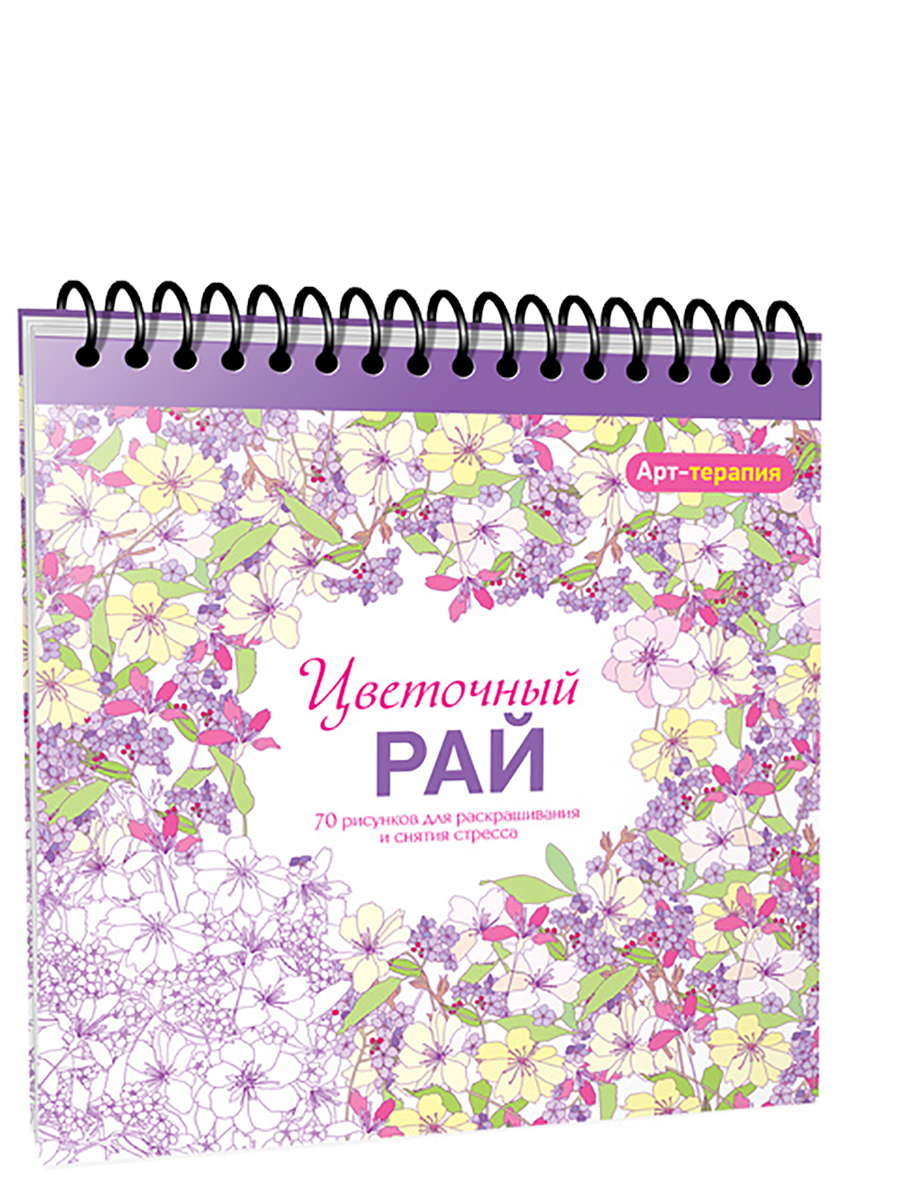 Арт-терапия
Цветочный
РАЙ
70 рисунков для раскрашивания
и снятия стресса